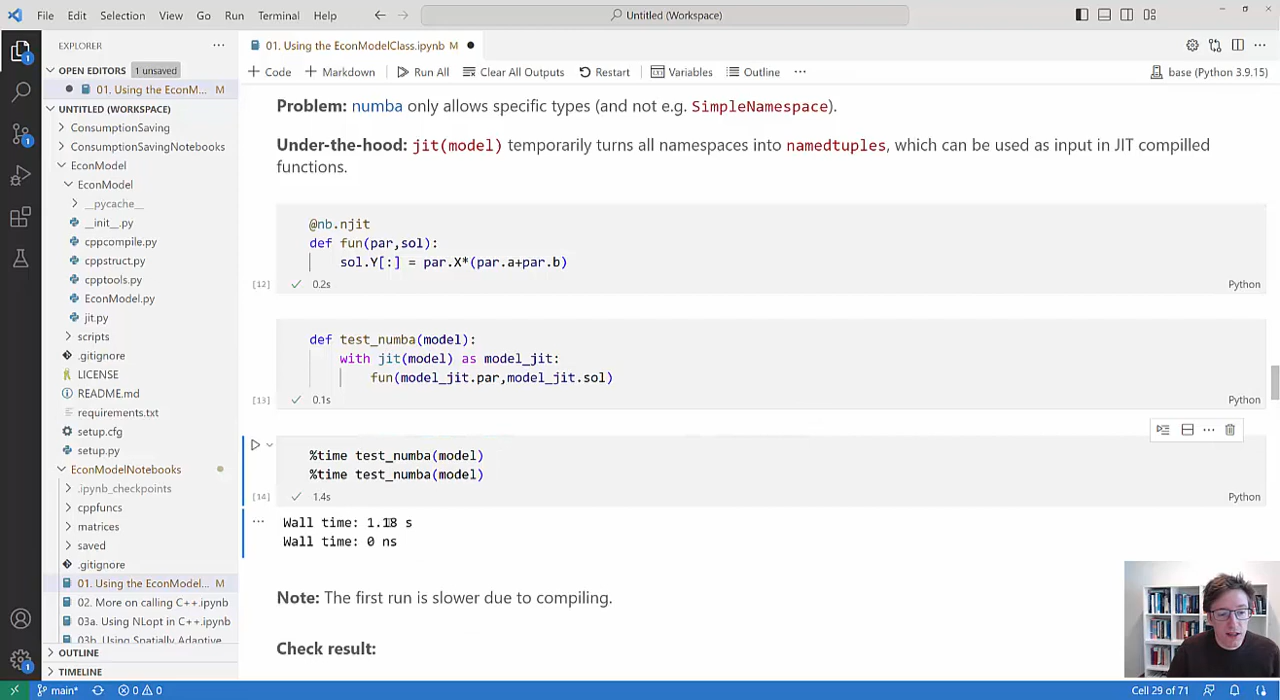 File Edit Selection View Go Run Terminal Help
Untitled (Workspace)
EXPLORER
OPEN EDITORS 1 unsaved
01. Using the EconM... M
UNTITLED (WORKSPACE)
ConsumptionSaving
ConsumptionSavingNotebooks
EconModel
EconModel
__pycache__
__init__.py
cppcompile.py
cppstruct.py
cpptools.py
EconModel.py
jit.py
scripts
.gitignore
LICENSE
README.md
requirements.txt
setup.cfg
setup.py
EconModelNotebooks
.ipynb_checkpoints
cppfuncs
matrices
saved
.gitignore
01. Using the EconModel... M
02. More on calling C++.ipynb
03a. Using NLopt in C++.ipynb
03b. Using Spatially Adaptive
OUTLINE
TIMELINE
01. Using the EconModelClass.ipynb M
+ Code + Markdown Run All Clear All Outputs Restart Variables Outline ...
base (Python 3.9.15)
Problem: numba only allows specific types (and not e.g. SimpleNamespace).
Under-the-hood: jit(model) temporarily turns all namespaces into namedtuples, which can be used as input in JIT compilled
functions.
@nb.njit
def fun(par,sol):
sol.Y[:] = par.X*(par.a+par.b)
[12] ✓ 0.2s Python
def test_numba(model):
with jit(model) as model_jit:
fun(model_jit.par,model_jit.sol)
[13] ✓ 0.1s Python
%time test_numba(model)
%time test_numba(model)
[14] ✓ 1.4s Python
Wall time: 1.18 s
Wall time: 0 ns
Note: The first run is slower due to compiling.
Check result:
main* 0 0 Cell 29 of 71